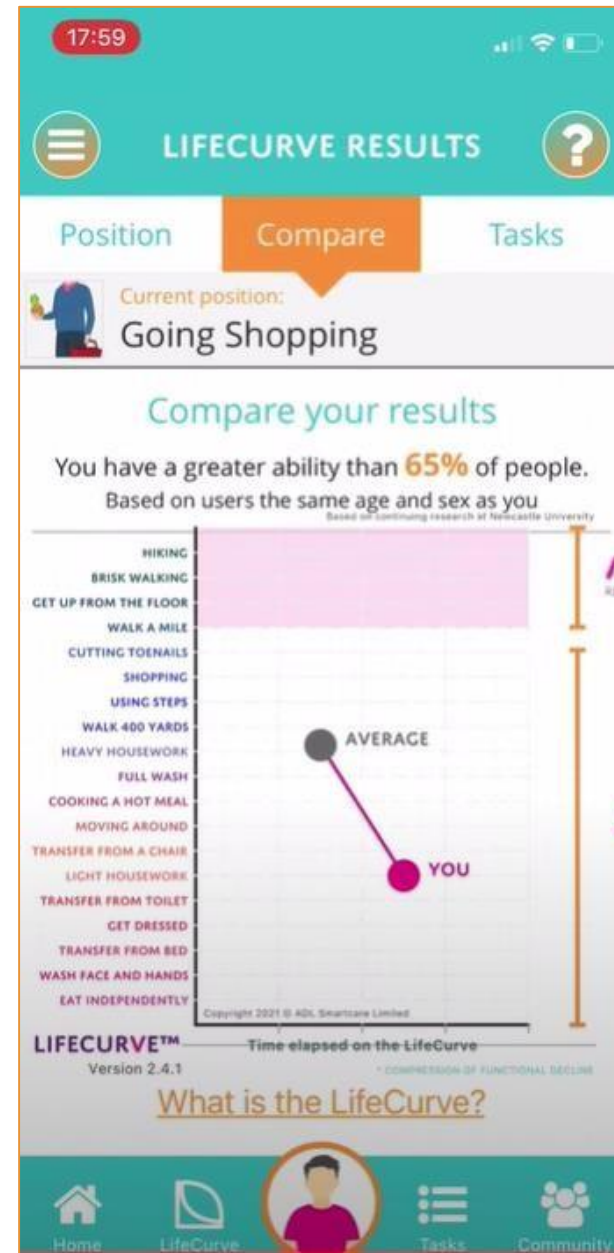 17:59
LIFECURVE RESULTS
?
Position Compare Tasks
Current position:
Going Shopping
Compare your results
You have a greater ability than 65% of people.
Based on users the same age and sex as you
Based on continuing research at Newcastle University
HIKING
BRISK WALKING
GET UP FROM THE FLOOR
WALK A MILE
CUTTING TOENAILS
SHOPPING
USING STEPS
WALK 400 YARDS
AVERAGE
HEAVY HOUSEWORK
FULL WASH
COOKING A HOT MEAL
MOVING AROUND
TRANSFER FROM A CHAIR
YOU
LIGHT HOUSEWORK
TRANSFER FROM TOILET
GET DRESSED
TRANSFER FROM BED
WASH FACE AND HANDS
EAT INDEPENDENTLY
Copyright 2021 © ADL Smartcare Limited
LIFECURVE™
Time elapsed on the LifeCurve
Version 2.4.1
* COMPRESSION OF FUNCTIONAL DECLINE
What is the LifeCurve?
Home LifeCurve Tasks Community